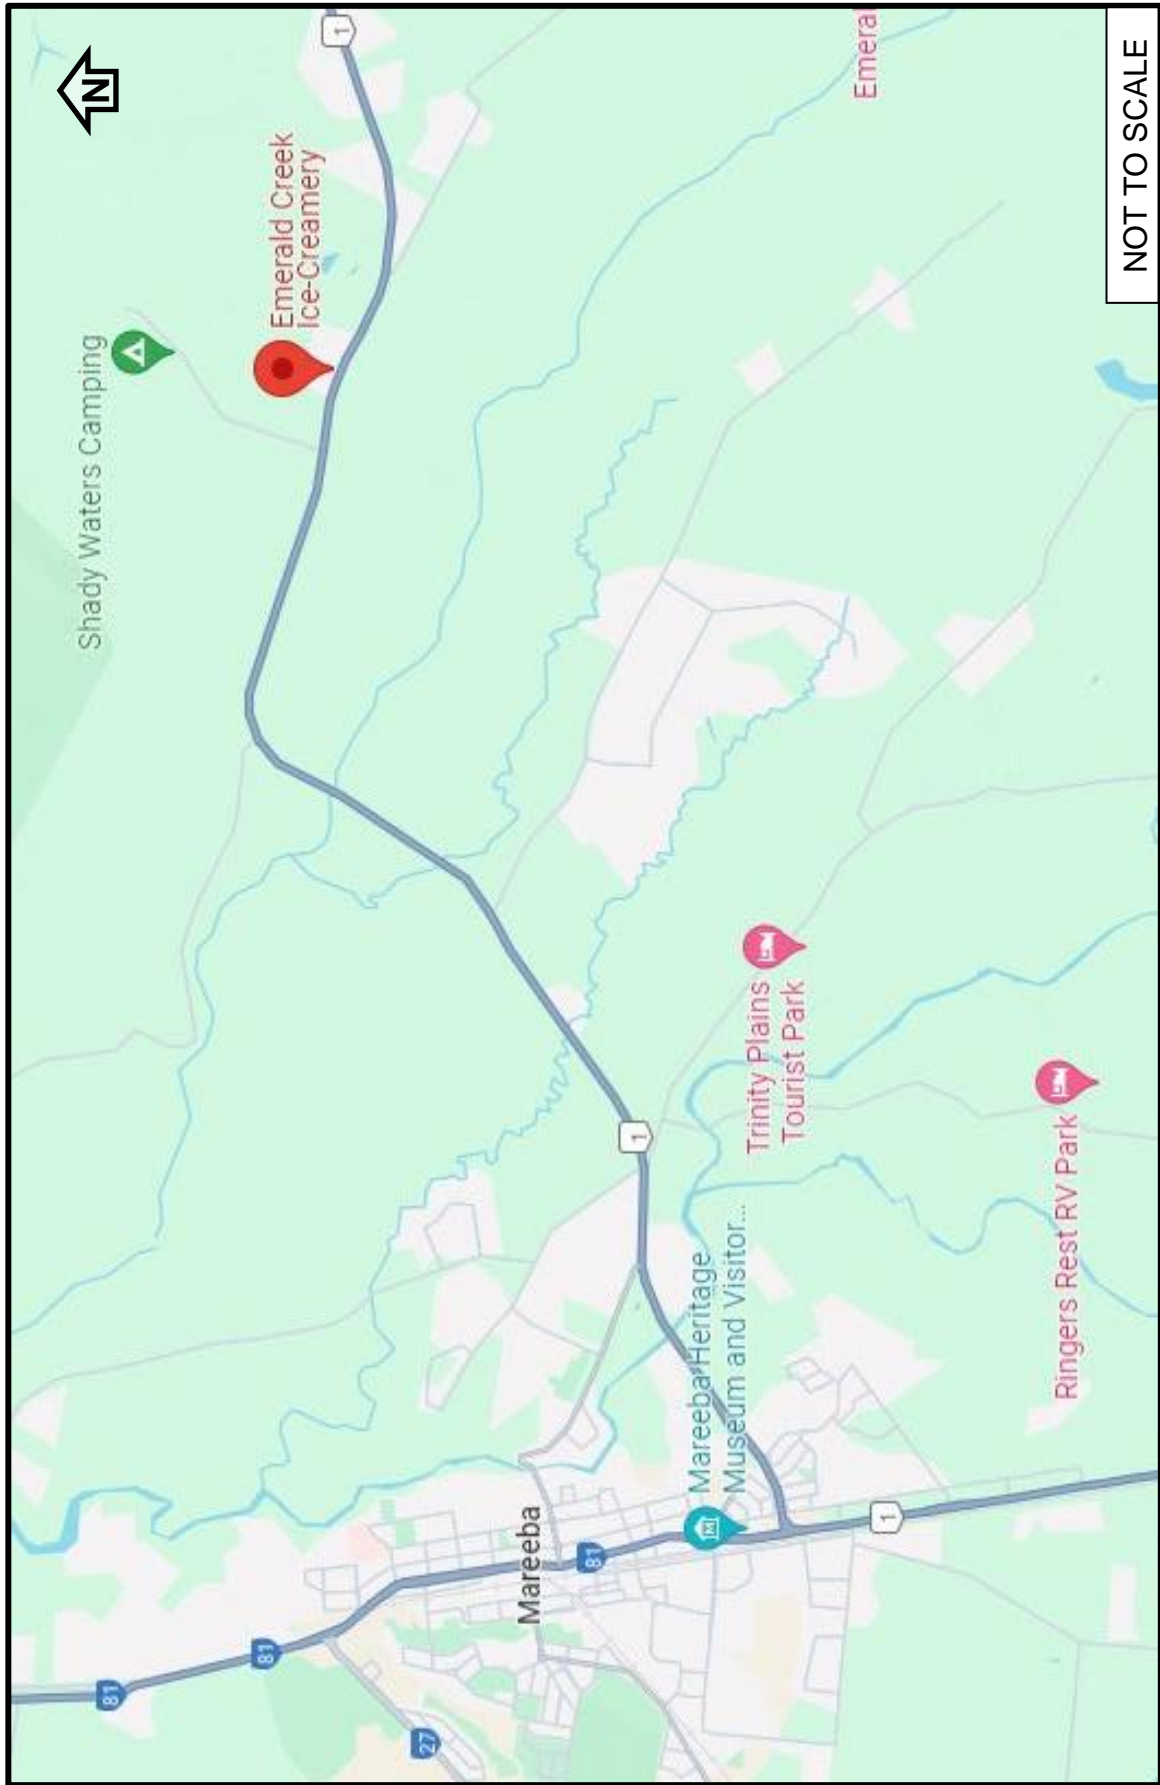 N
1
Emerald Creek
Ice-Creamery
Shady Waters Camping
Emeral
NOT TO SCALE
1
Trinity Plains
Tourist Park
Mareeba Heritage
Museum and Visitor...
Ringers Rest RV Park
Mareeba
81
81
81
1
27